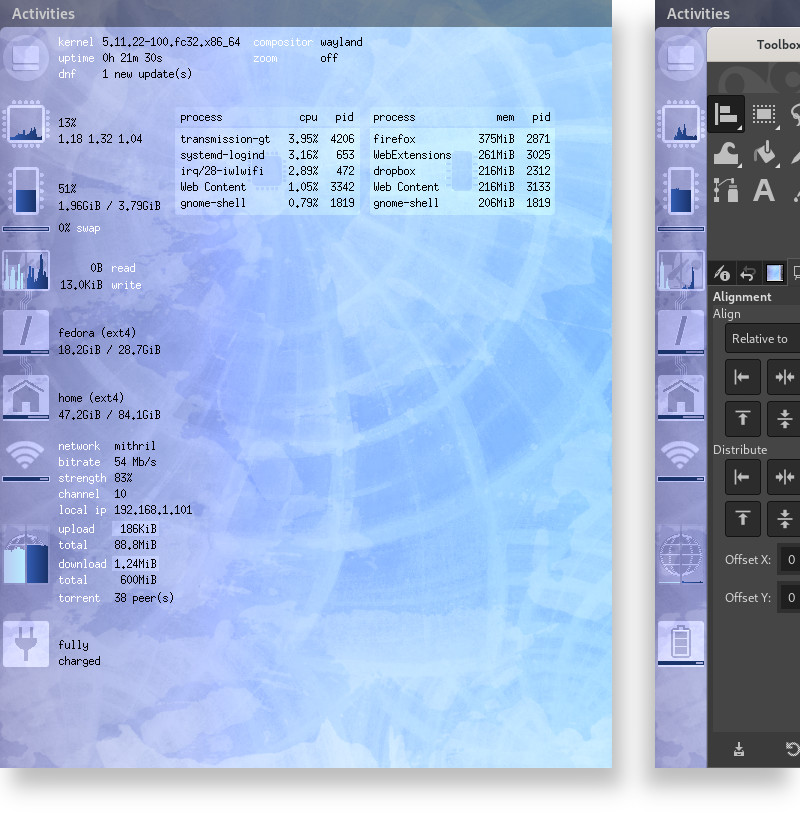 Activities
kernel 5.11.22-100.fc32.x86_64 compositor wayland
uptime 0h 21m 30s zoom off
dnf 1 new update(s)
13%
1.18 1.32 1.04
process cpu pid process mem pid
transmission-gt 3.95% 4206 firefox 375MiB 2871
systemd-logind 3.16% 653 WebExtensions 261MiB 3025
irq/28-iwlwifi 2.89% 472 dropbox 216MiB 2312
Web Content 1.05% 3342 Web Content 216MiB 3133
gnome-shell 0.79% 1819 gnome-shell 206MiB 1819
51%
1.96GiB / 3.79GiB
0% swap
0B read
13.0KiB write
fedora (ext4)
18.2GiB / 28.7GiB
home (ext4)
47.2GiB / 84.1GiB
network mithril
bitrate 54 Mb/s
strength 83%
channel 10
local ip 192.168.1.101
upload 186KiB
total 88.8MiB
download 1.24MiB
total 600MiB
torrent 38 peer(s)
fully
charged
Activities
Toolbox
A
Alignment
Align
Relative to
Distribute
Offset X: 0
Offset Y: 0